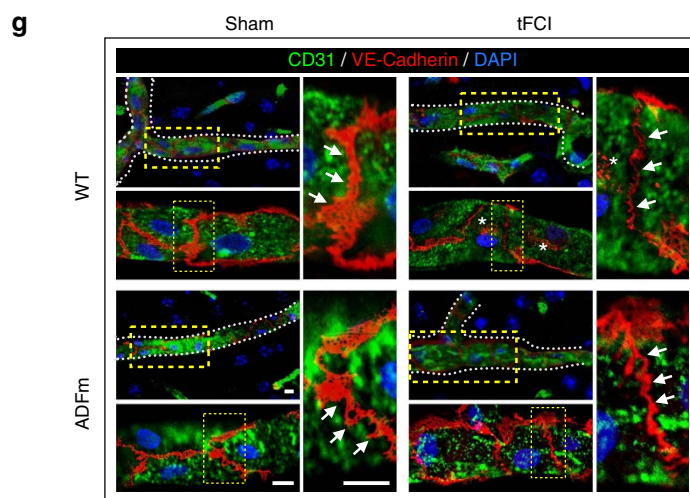 g
Sham
tFCI
CD31 / VE-Cadherin / DAPI
WT
*
*
*
ADFm